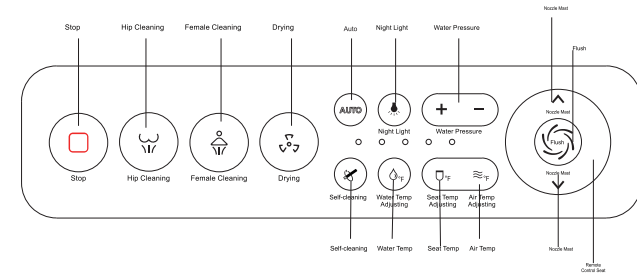 Nozzle Mast
Stop
Hip Cleaning
Female Cleaning
Drying
Auto
Night Light
Water Pressure
Flush
AUTO
+ −
Nozzle Mast
Night Light
Water Pressure
Flush
Stop
Hip Cleaning
Female Cleaning
Drying
°F
°F
°F
Nozzle Mast
Self-cleaning
Water Temp
Adjusting
Seat Temp
Adjusting
Air Temp
Adjusting
Self-cleaning
Water Temp
Seat Temp
Air Temp
Nozzle Mast
Remote
Control Seat